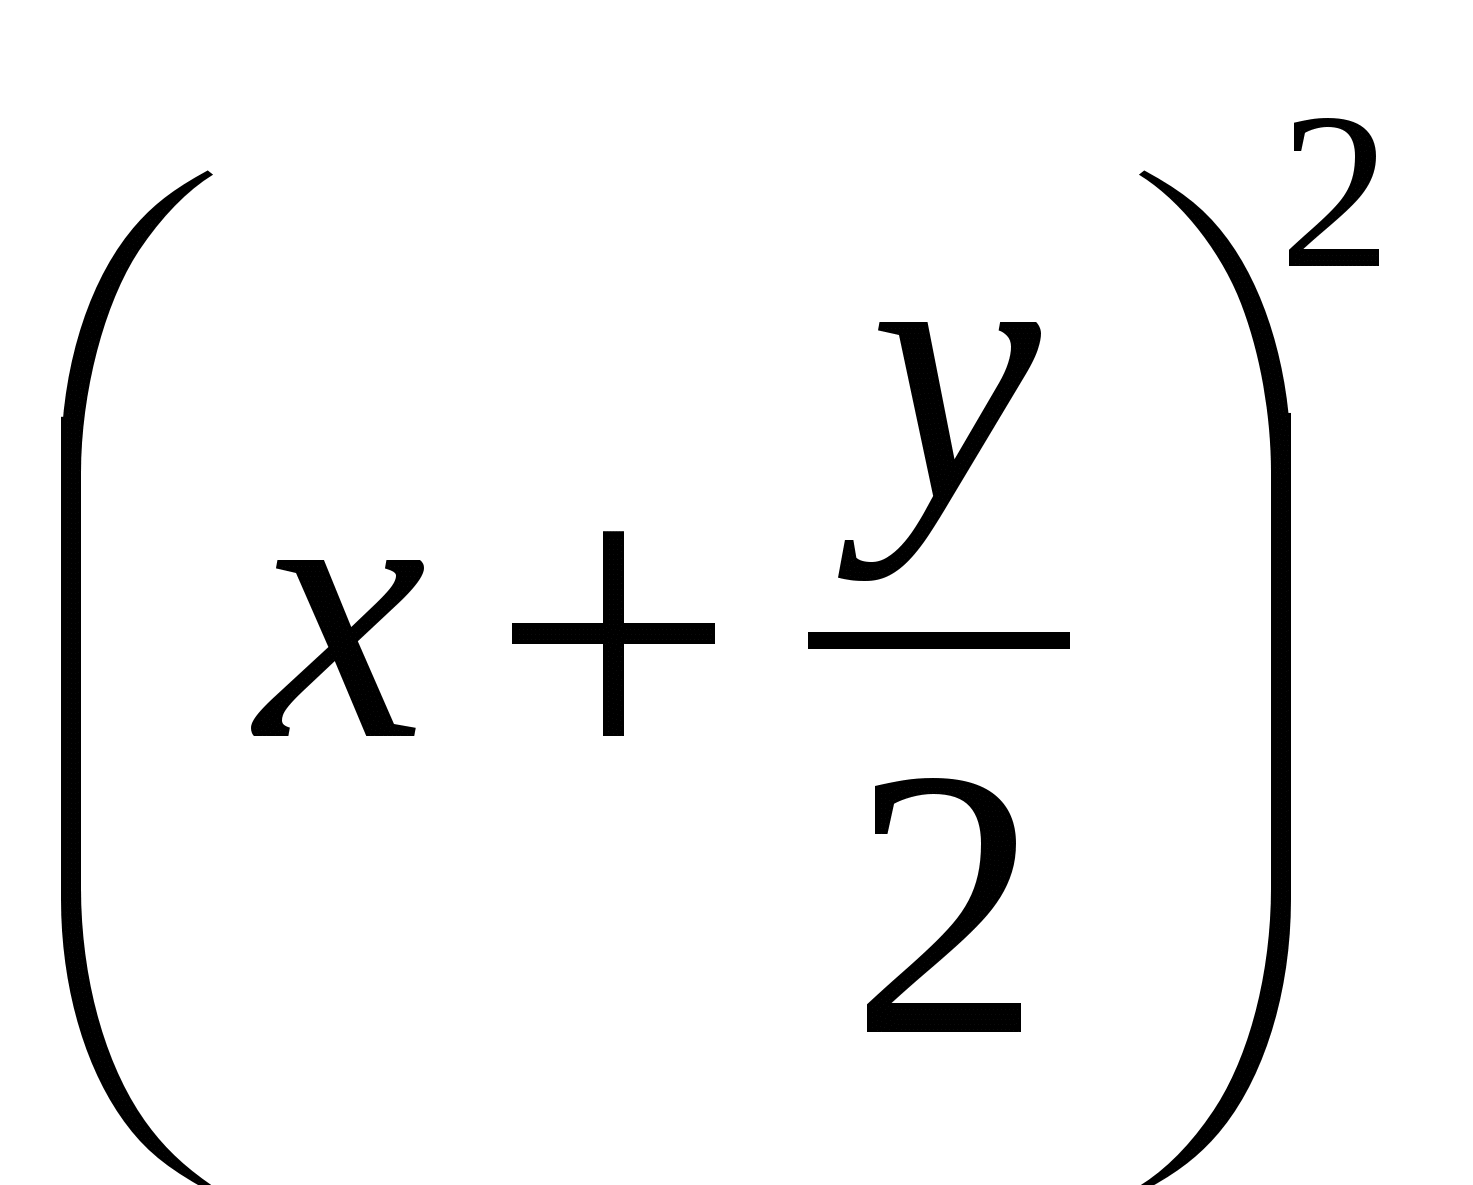 (x + y/2)²